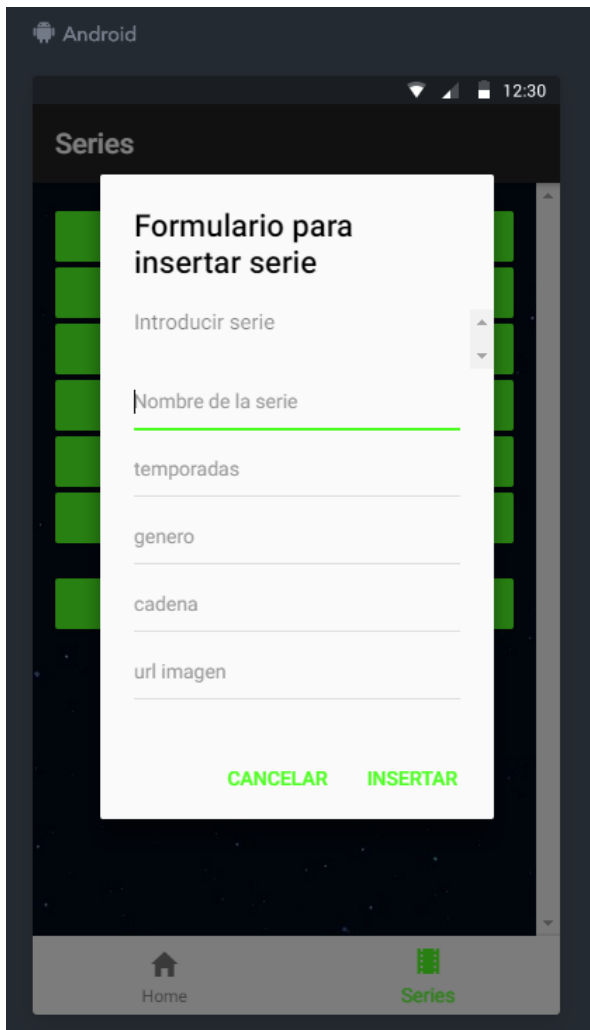 Android
12:30
Series
Formulario para
insertar serie
Introducir serie
Nombre de la serie
temporadas
genero
cadena
url imagen
CANCELAR INSERTAR
Home Series